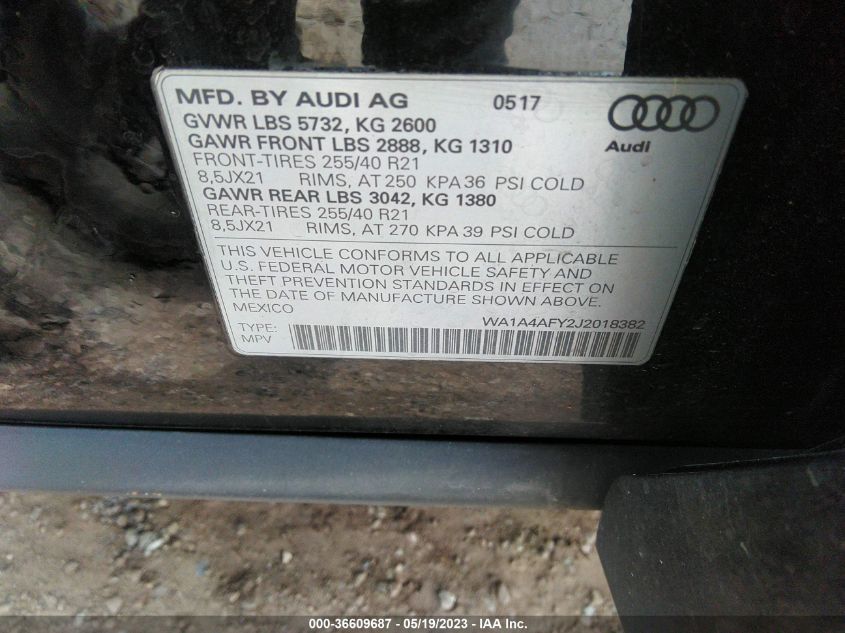 MFD. BY AUDI AG 0517
GVWR LBS 5732, KG 2600
GAWR FRONT LBS 2888, KG 1310
FRONT-TIRES 255/40 R21
8,5JX21 RIMS, AT 250 KPA 36 PSI COLD
GAWR REAR LBS 3042, KG 1380
REAR-TIRES 255/40 R21
8,5JX21 RIMS, AT 270 KPA 39 PSI COLD
Audi
THIS VEHICLE CONFORMS TO ALL APPLICABLE
U.S. FEDERAL MOTOR VEHICLE SAFETY AND
THEFT PREVENTION STANDARDS IN EFFECT ON
THE DATE OF MANUFACTURE SHOWN ABOVE.
MEXICO
WA1A4AFY2J2018382
TYPE:
MPV
000-36609687 - 05/19/2023 - IAA Inc.